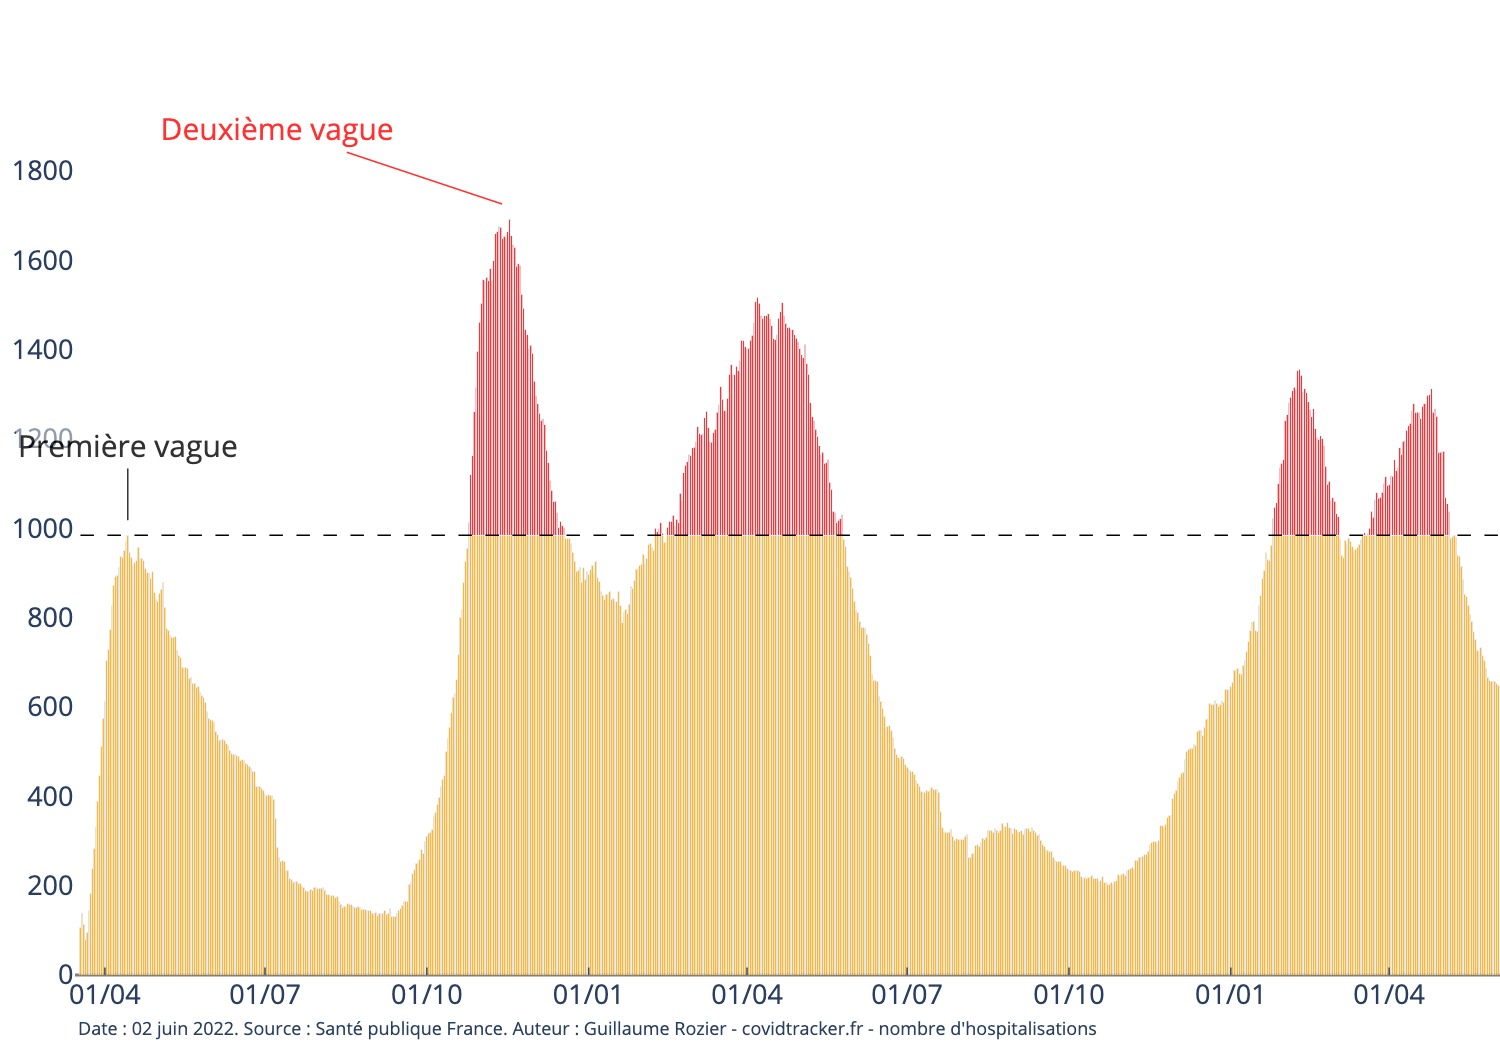 Deuxième vague
1800
1600
1400
1200
Première vague
1000
800
600
400
200
0
01/04 01/07 01/10 01/01 01/04 01/07 01/10 01/01 01/04
Date : 02 juin 2022. Source : Santé publique France. Auteur : Guillaume Rozier - covidtracker.fr - nombre d'hospitalisations